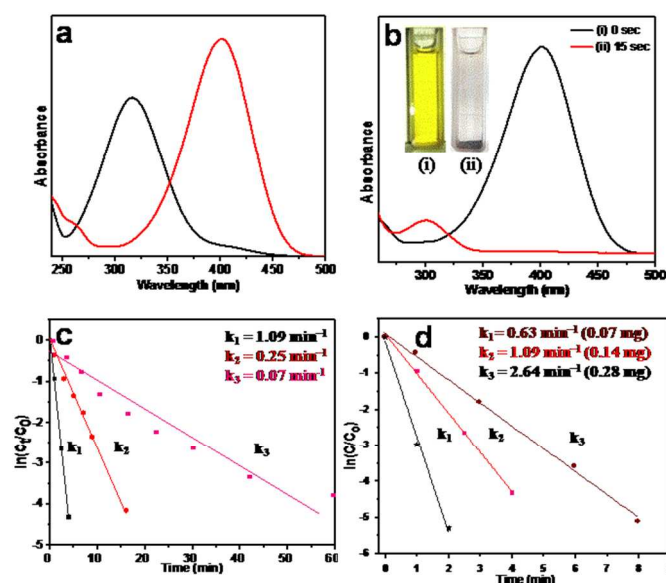 a
Absorbance
250 300 350 400 450 500
Wavelength (nm)
b
(i) 0 sec
(ii) 15 sec
(i) (ii)
Absorbance
300 350 400 450 500
Wavelength (nm)
c
k₁ = 1.09 min⁻¹
k₂ = 0.25 min⁻¹
k₃ = 0.07 min⁻¹
0
-1
-2
-3
-4
-5
ln(Cₜ/C₀)
k₁ k₂ k₃
0 10 20 30 40 50 60
Time (min)
d
k₁ = 0.63 min⁻¹ (0.07 mg)
k₂ = 1.09 min⁻¹ (0.14 mg)
k₃ = 2.64 min⁻¹ (0.28 mg)
0
-1
-2
-3
-4
-5
-6
ln(C/C₀)
k₁ k₂ k₃
0 1 2 3 4 5 6 7 8
Time (min)